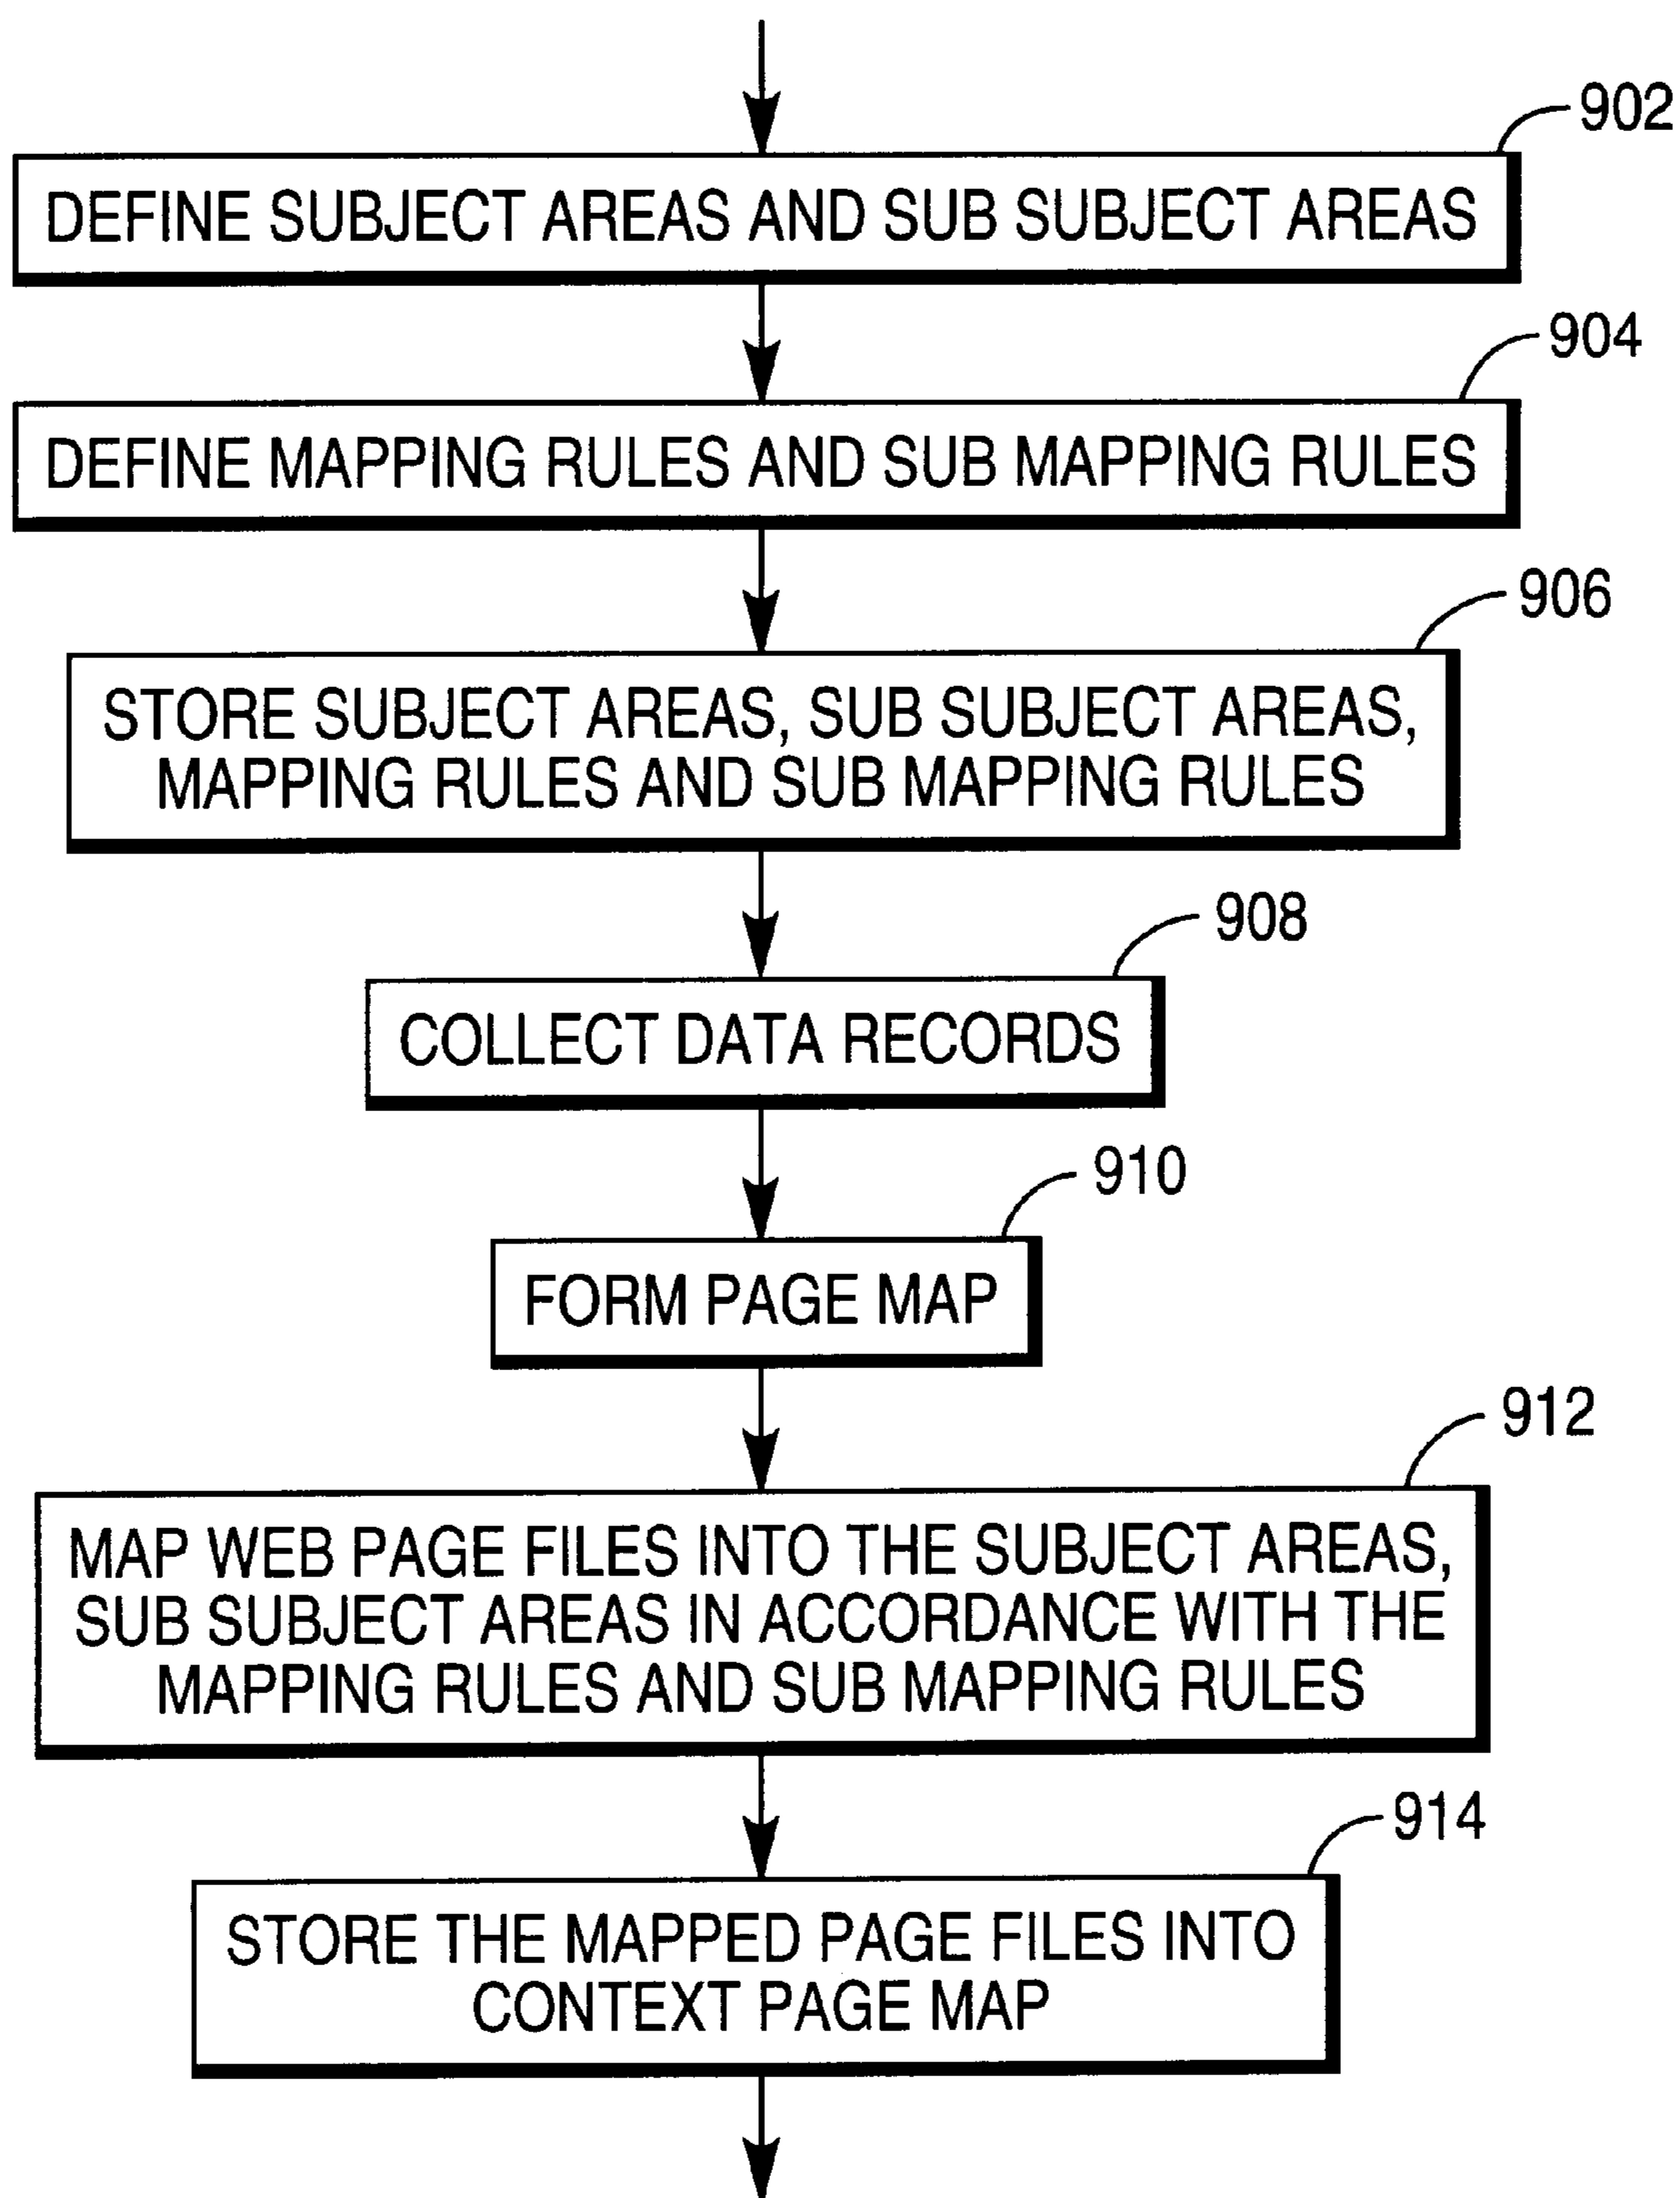 902
DEFINE SUBJECT AREAS AND SUB SUBJECT AREAS
904
DEFINE MAPPING RULES AND SUB MAPPING RULES
906
STORE SUBJECT AREAS, SUB SUBJECT AREAS,
MAPPING RULES AND SUB MAPPING RULES
908
COLLECT DATA RECORDS
910
FORM PAGE MAP
912
MAP WEB PAGE FILES INTO THE SUBJECT AREAS,
SUB SUBJECT AREAS IN ACCORDANCE WITH THE
MAPPING RULES AND SUB MAPPING RULES
914
STORE THE MAPPED PAGE FILES INTO
CONTEXT PAGE MAP